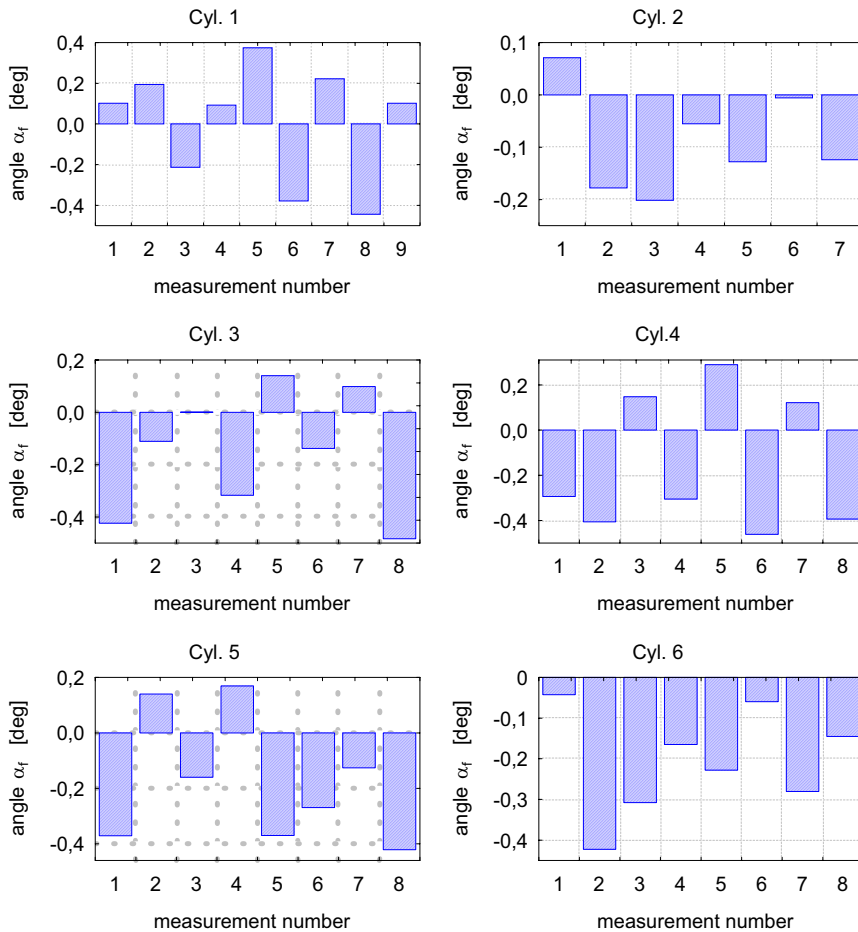 Cyl. 1
angle αf [deg]
0,4
0,2
0,0
-0,2
-0,4
1 2 3 4 5 6 7 8 9
measurement number
Cyl. 2
angle αf [deg]
0,1
0,0
-0,1
-0,2
1 2 3 4 5 6 7
measurement number
Cyl. 3
angle αf [deg]
0,2
0,0
-0,2
-0,4
1 2 3 4 5 6 7 8
measurement number
Cyl.4
angle αf [deg]
0,2
0,0
-0,2
-0,4
1 2 3 4 5 6 7 8
measurement number
Cyl. 5
angle αf [deg]
0,2
0,0
-0,2
-0,4
1 2 3 4 5 6 7 8
measurement number
Cyl. 6
angle αf [deg]
0
-0,1
-0,2
-0,3
-0,4
1 2 3 4 5 6 7 8
measurement number